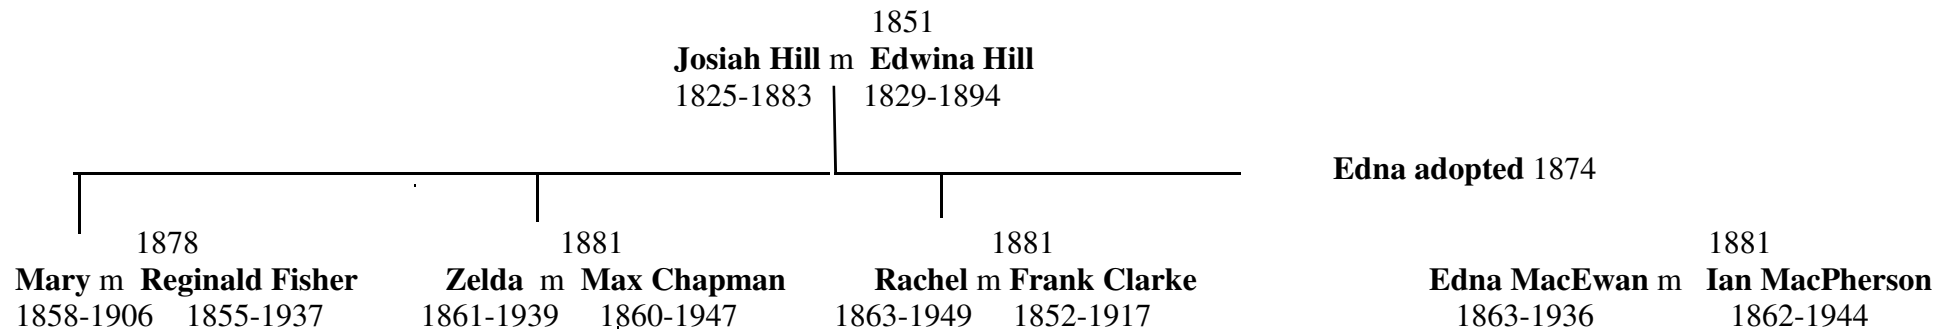 1851
Josiah Hill m Edwina Hill
1825-1883 1829-1894
Edna adopted 1874
1878 1881 1881 1881
Mary m Reginald Fisher Zelda m Max Chapman Rachel m Frank Clarke Edna MacEwan m Ian MacPherson
1858-1906 1855-1937 1861-1939 1860-1947 1863-1949 1852-1917 1863-1936 1862-1944